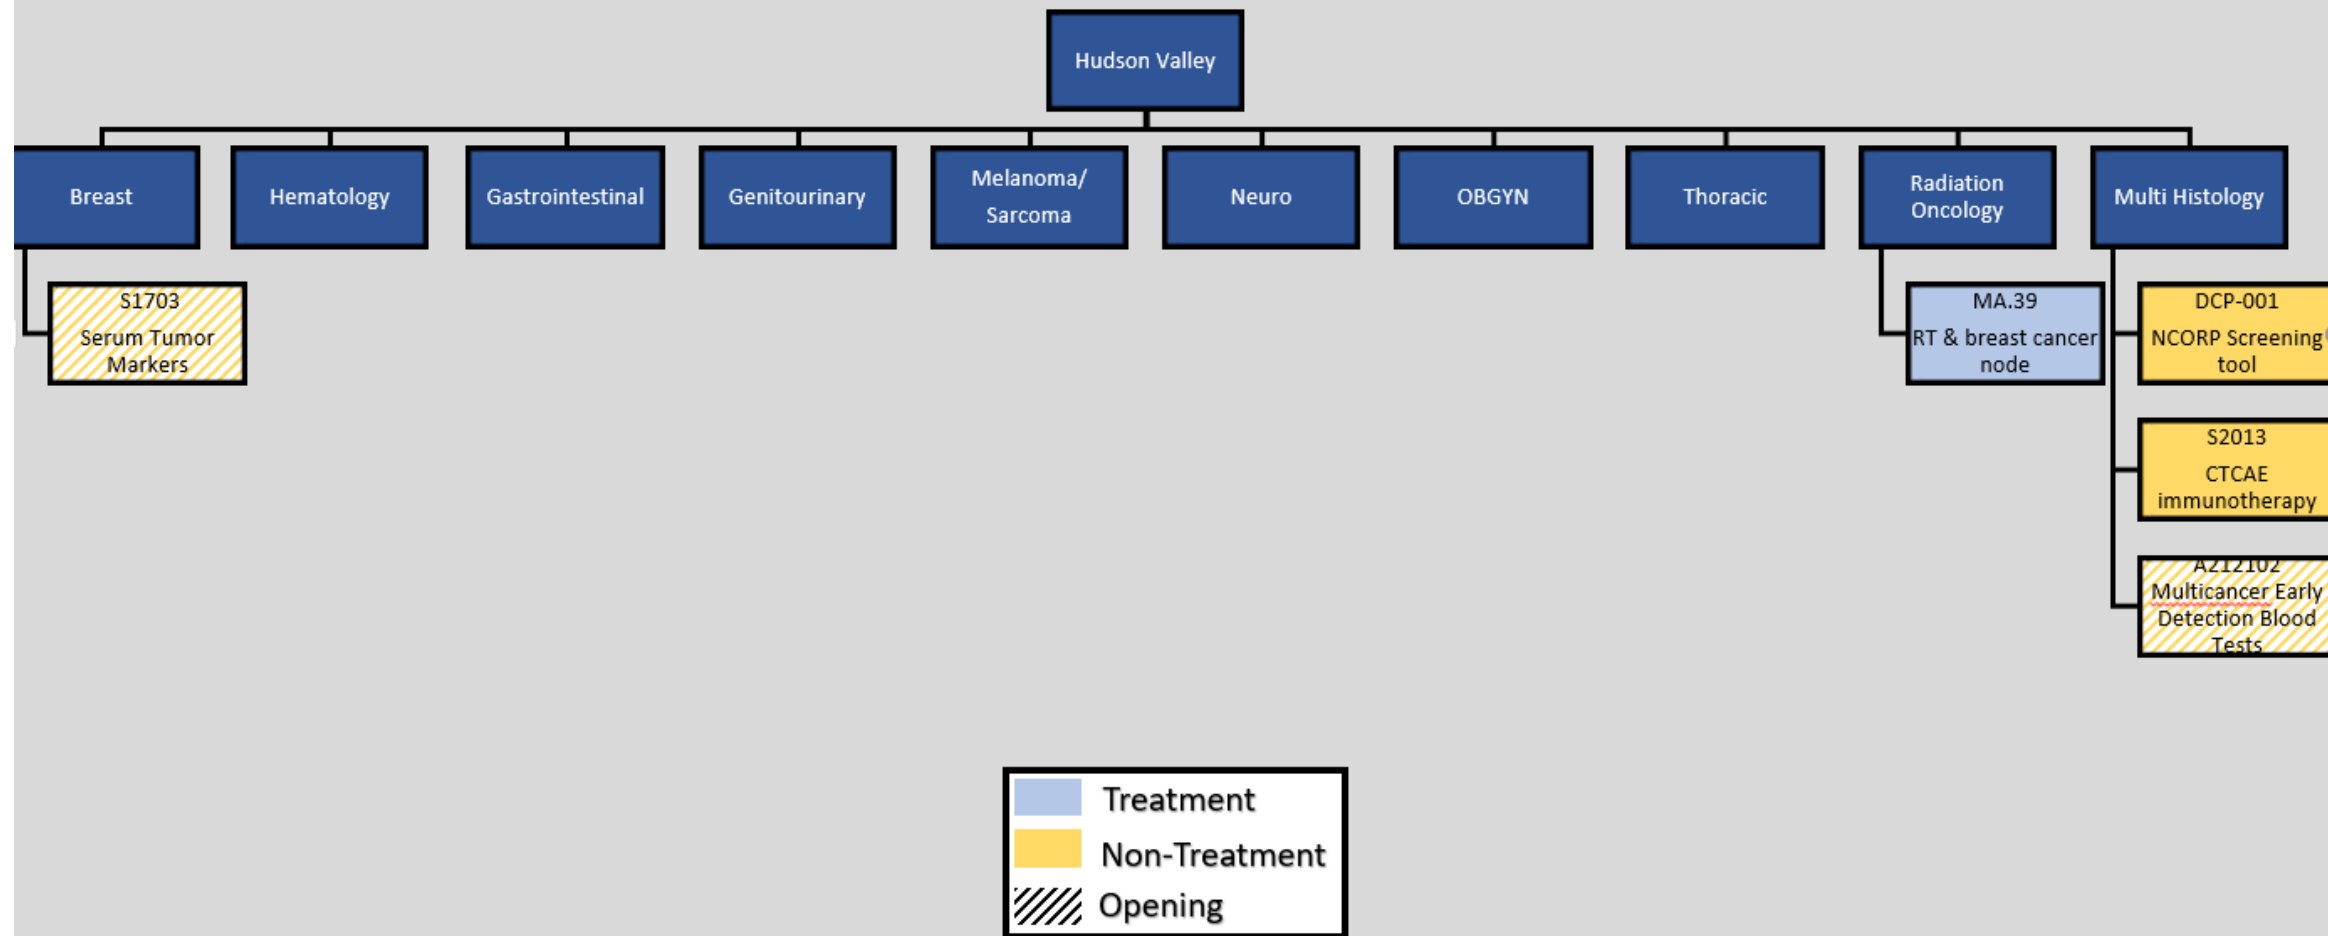 Hudson Valley
Breast
Hematology
Gastrointestinal
Genitourinary
Melanoma/
Sarcoma
Neuro
OBGYN
Thoracic
Radiation
Oncology
Multi Histology
S1703
Serum Tumor
Markers
MA.39
RT & breast cancer
node
DCP-001
NCORP Screening
tool
S2013
CTCAE
immunotherapy
A212102
Multicancer Early
Detection Blood
Tests
Treatment
Non-Treatment
Opening